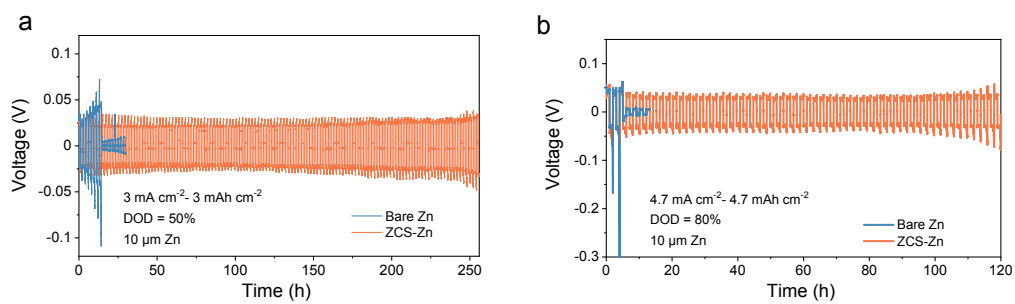 a
0.1
0.05
0
-0.05
-0.1
Voltage (V)
3 mA cm⁻²- 3 mAh cm⁻²
DOD = 50%
10 µm Zn
Bare Zn
ZCS-Zn
0 50 100 150 200 250
Time (h)
b
0.1
0.0
-0.1
-0.2
-0.3
Voltage (V)
4.7 mA cm⁻²- 4.7 mAh cm⁻²
DOD = 80%
10 µm Zn
Bare Zn
ZCS-Zn
0 20 40 60 80 100 120
Time (h)